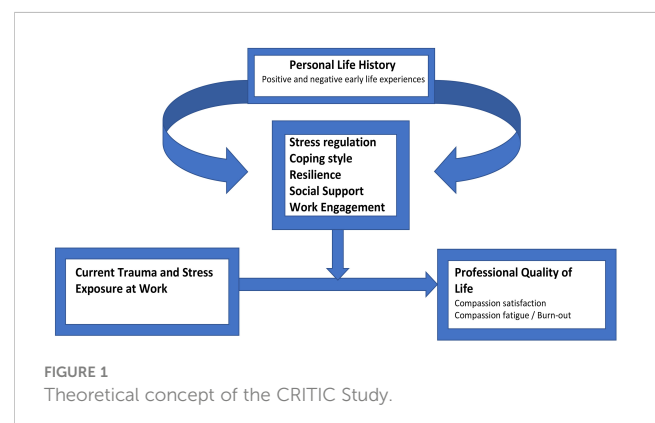 Personal Life History
Positive and negative early life experiences
Stress regulation
Coping style
Resilience
Social Support
Work Engagement
Current Trauma and Stress
Exposure at Work
Professional Quality of
Life
Compassion satisfaction
Compassion fatigue / Burn-out
FIGURE 1
Theoretical concept of the CRITIC Study.